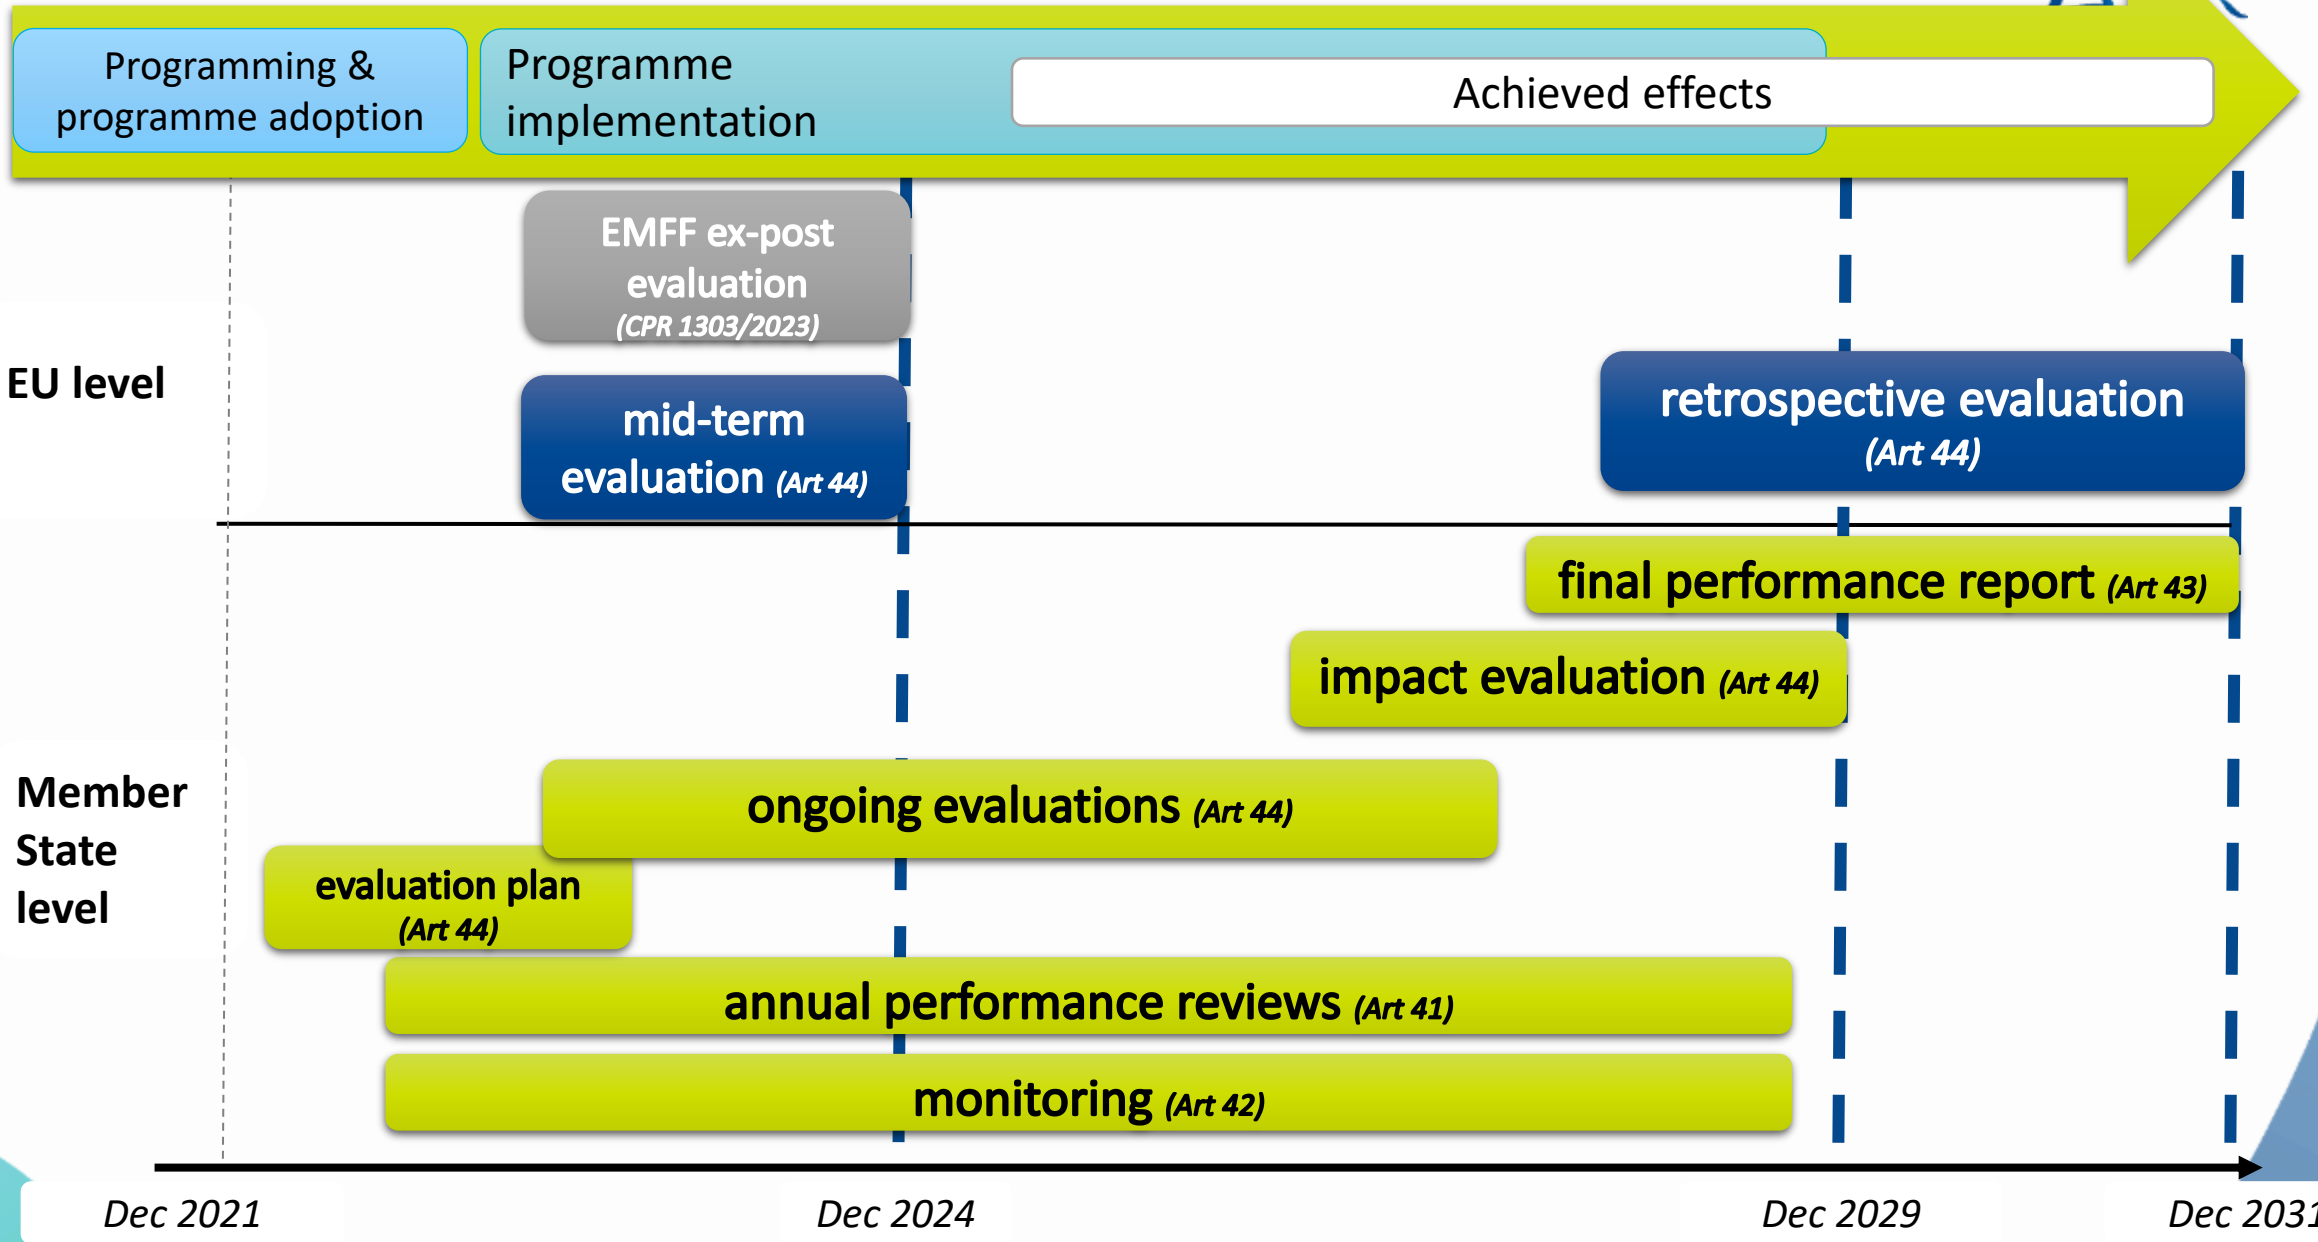 Programming &
programme adoption
Programme
implementation
Achieved effects
EMFF ex-post
evaluation
(CPR 1303/2023)
EU level
mid-term
evaluation (Art 44)
retrospective evaluation
(Art 44)
final performance report (Art 43)
impact evaluation (Art 44)
Member
State
level
ongoing evaluations (Art 44)
evaluation plan
(Art 44)
annual performance reviews (Art 41)
monitoring (Art 42)
Dec 2021
Dec 2024
Dec 2029
Dec 2031